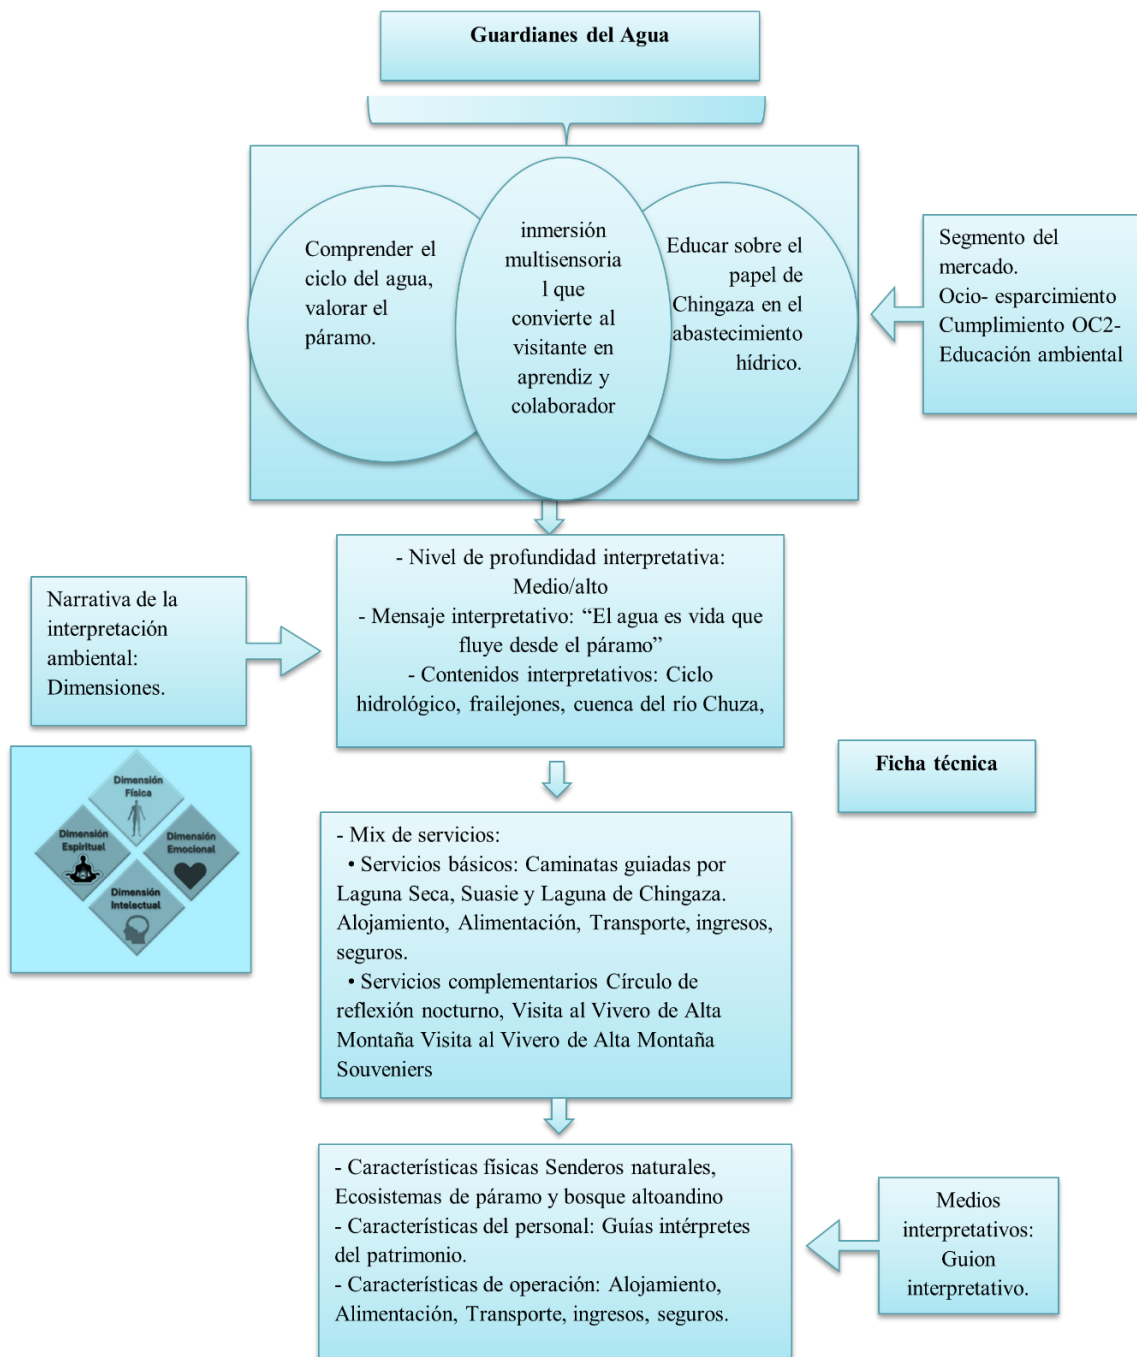 Guardianes del Agua
Comprender el
ciclo del agua,
valorar el
páramo.
inmersión
multisensoria
l que
convierte al
visitante en
aprendiz y
colaborador
Educar sobre el
papel de
Chingaza en el
abastecimiento
hídrico.
Segmento del
mercado.
Ocio- esparcimiento
Cumplimiento OC2-
Educación ambiental
- Nivel de profundidad interpretativa:
Medio/alto
- Mensaje interpretativo: “El agua es vida que
fluye desde el páramo”
- Contenidos interpretativos: Ciclo
hidrológico, frailejones, cuenca del río Chuza,
Narrativa de la
interpretación
ambiental:
Dimensiones.
Dimensión
Física
Dimensión
Espiritual
Dimensión
Emocional
Dimensión
Intelectual
Ficha técnica
- Mix de servicios:
• Servicios básicos: Caminatas guiadas por
Laguna Seca, Suasie y Laguna de Chingaza.
Alojamiento, Alimentación, Transporte, ingresos,
seguros.
• Servicios complementarios Círculo de
reflexión nocturno, Visita al Vivero de Alta
Montaña Visita al Vivero de Alta Montaña
Souveniers
- Características físicas Senderos naturales,
Ecosistemas de páramo y bosque altoandino
- Características del personal: Guías intérpretes
del patrimonio.
- Características de operación: Alojamiento,
Alimentación, Transporte, ingresos, seguros.
Medios
interpretativos:
Guion
interpretativo.